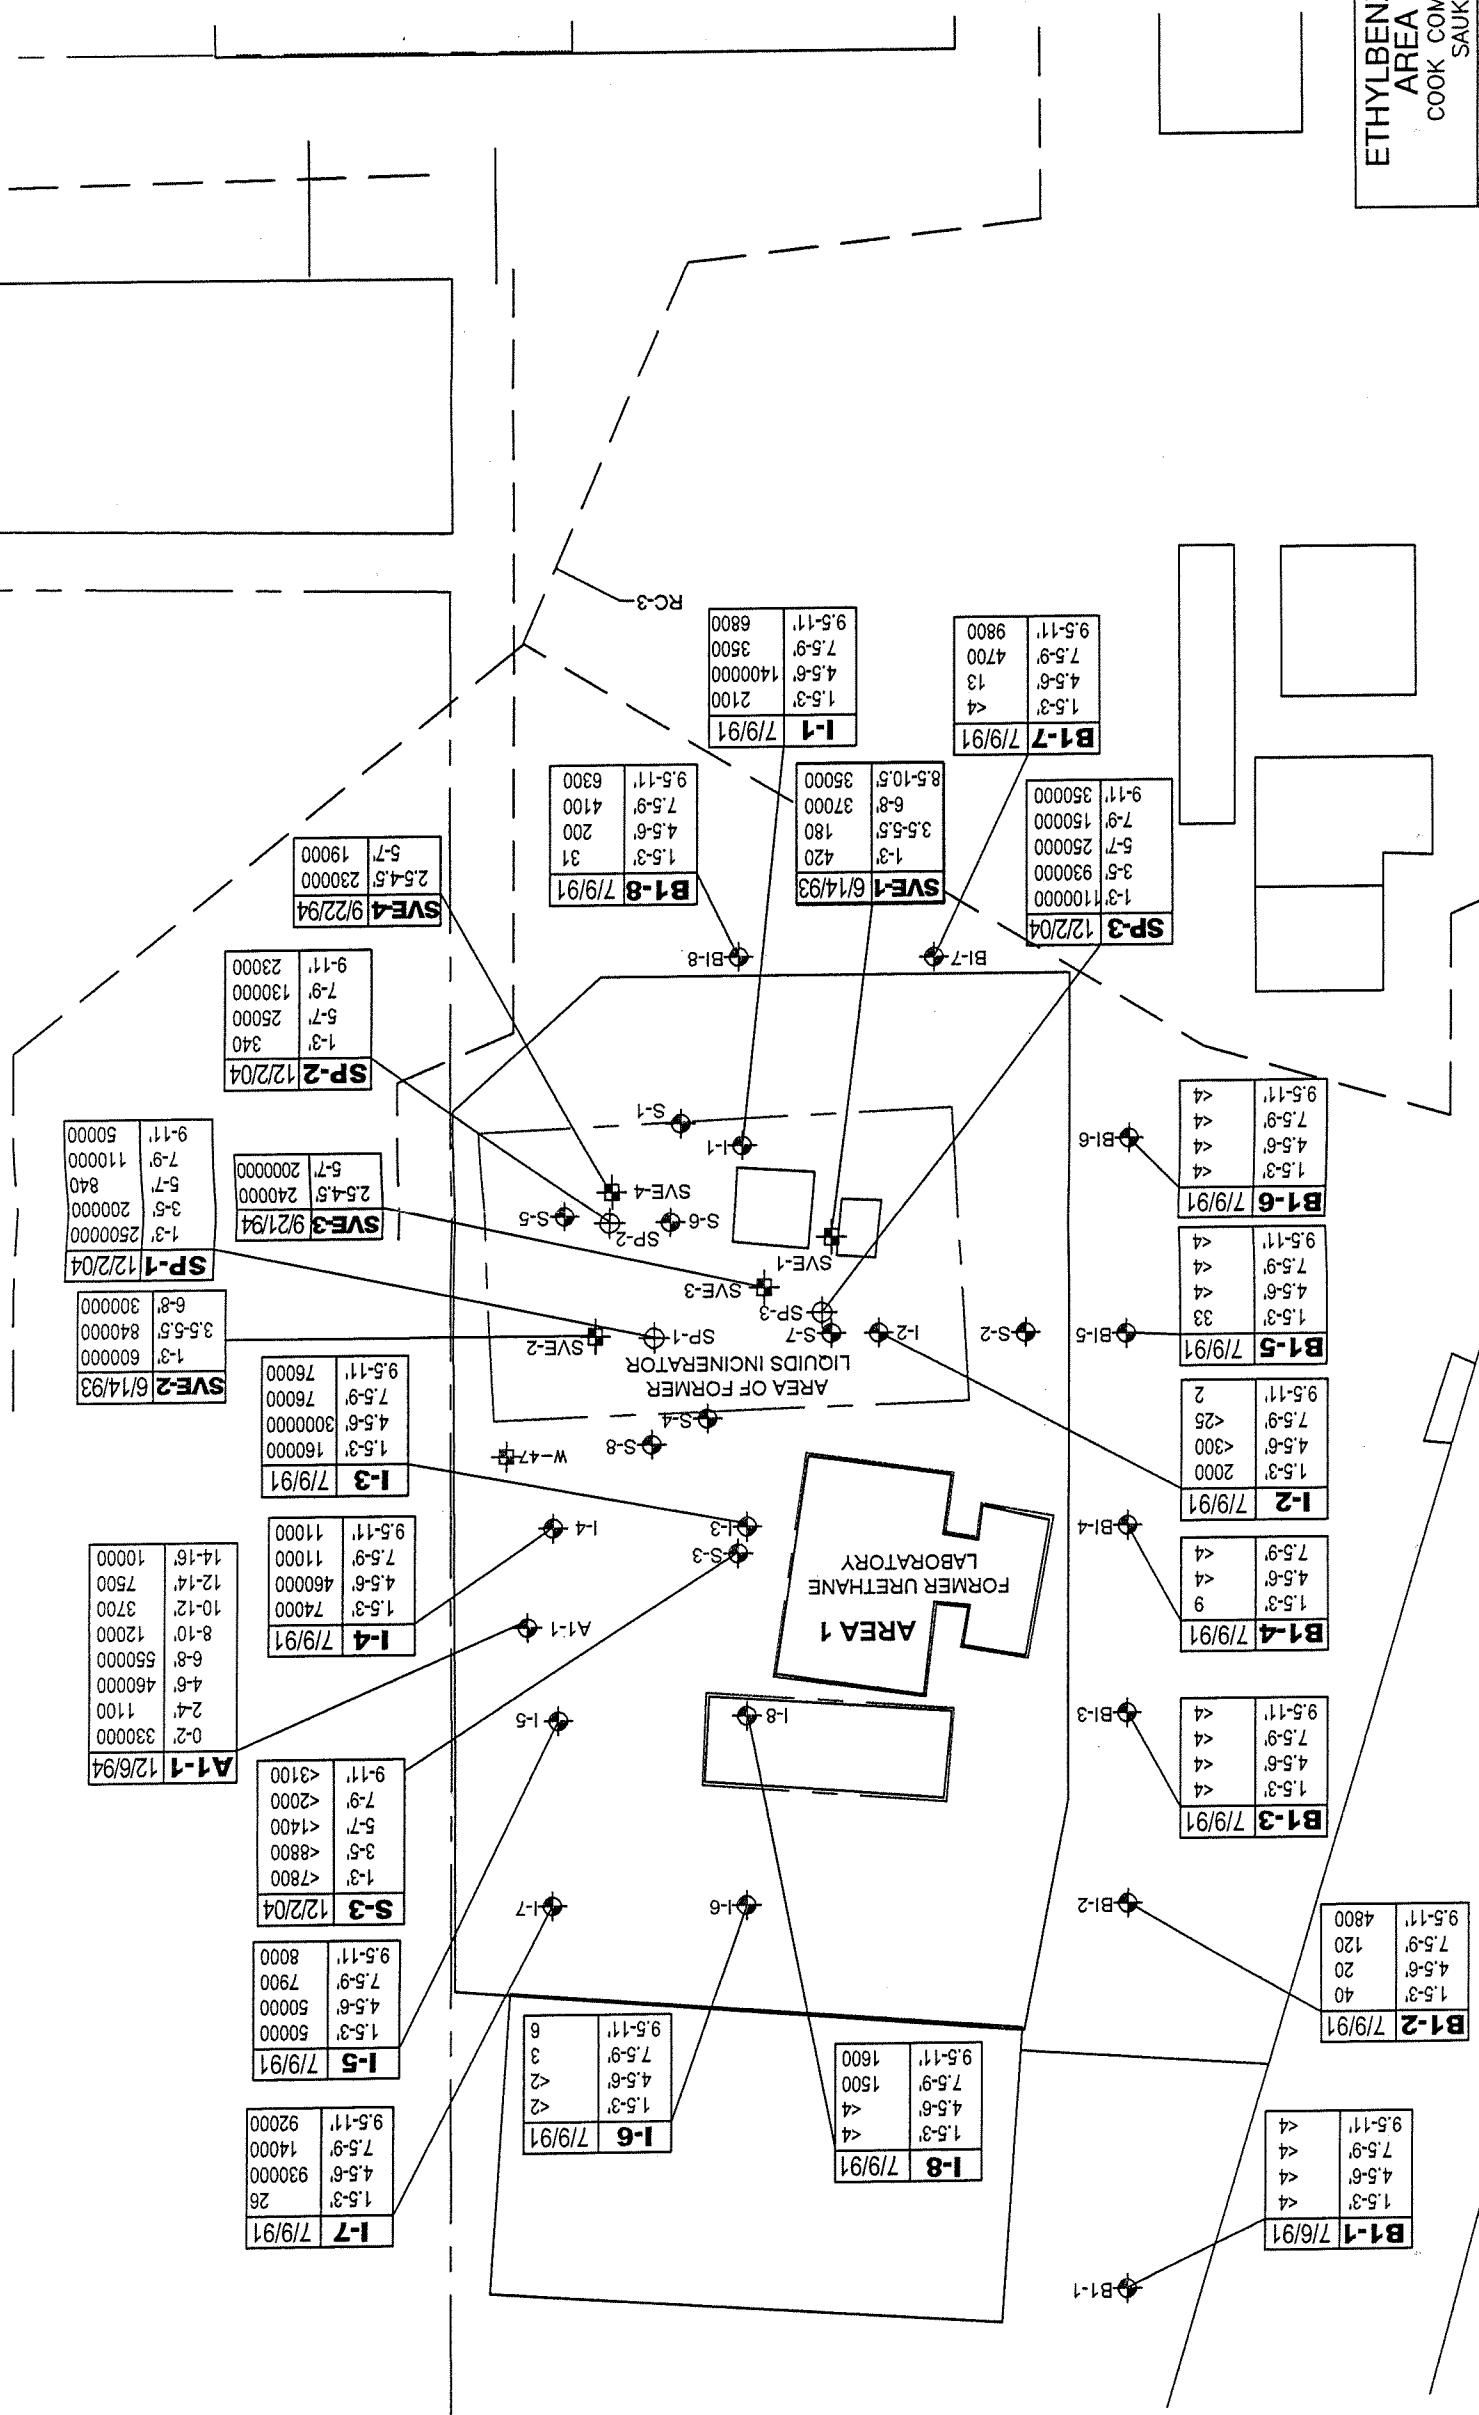 B1-1 7/6/91
1.5-3' <4
4.5-6' <4
7.5-9' <4
9.5-11' <4
B1-1
I-8 7/9/91
1.5-3' <4
4.5-6' <4
7.5-9' 1500
9.5-11' 1600
I-6 7/9/91
1.5-3' <2
4.5-6' <2
7.5-9' 3
9.5-11' 6
I-7 7/9/91
1.5-3' 26
4.5-6' 930000
7.5-9' 14000
9.5-11' 92000
B1-2 7/9/91
1.5-3' 40
4.5-6' 20
7.5-9' 120
9.5-11' 4800
I-5 7/9/91
1.5-3' 50000
4.5-6' 50000
7.5-9' 7900
9.5-11' 8000
BI-2
I-6
I-7
S-3 12/2/04
1-3' <7800
3-5' <8800
5-7' <1400
7-9' <2000
9-11' <3100
B1-3 7/9/91
1.5-3' <4
4.5-6' <4
7.5-9' <4
9.5-11' <4
BI-3
I-8
I-5
A1-1 12/6/94
0-2' 330000
2-4' 1100
4-6' 460000
6-8' 550000
8-10' 12000
10-12' 3700
12-14' 7500
14-16' 10000
B1-4 7/9/91
1.5-3' 9
4.5-6' <4
7.5-9' <4
AREA 1
FORMER URETHANE
LABORATORY
A1-1
I-4 7/9/91
1.5-3' 74000
4.5-6' 460000
7.5-9' 11000
9.5-11' 11000
BI-4
S-3
I-3
I-4
I-2 7/9/91
1.5-3' 2000
4.5-6' <300
7.5-9' <25
9.5-11' 2
I-3 7/9/91
1.5-3' 160000
4.5-6' 3000000
7.5-9' 76000
9.5-11' 76000
W-47
S-8
S-4
AREA OF FORMER
LIQUIDS INCINERATOR
B1-5 7/9/91
1.5-3' 33
4.5-6' <4
7.5-9' <4
9.5-11' <4
BI-5
S-2
I-2
S-7
SP-3
SP-1
SVE-2
SVE-3
SVE-1
SVE-2 6/14/93
1-3' 600000
3.5-5.5' 840000
6-8' 300000
SP-1 12/2/04
1-3' 25000000
3-5' 2000000
5-7' 840
7-9' 110000
9-11' 50000
SVE-3 9/21/94
2.5-4.5' 2400000
5-7' 2000000
B1-6 7/9/91
1.5-3' <4
4.5-6' <4
7.5-9' <4
9.5-11' <4
BI-6
SP-2
S-6
S-5
SVE-4
I-1
S-1
SP-2 12/2/04
1-3' 340
5-7' 25000
7-9' 130000
9-11' 23000
BI-7
BI-8
SP-3 12/2/04
1-3' 1100000
3-5' 930000
5-7' 250000
7-9' 150000
9-11' 350000
SVE-1 6/14/93
1-3' 420
3.5-5.5' 180
6-8' 37000
8.5-10.5' 35000
B1-8 7/9/91
1.5-3' 31
4.5-6' 200
7.5-9' 4100
9.5-11' 6300
SVE-4 9/22/94
2.5-4.5' 230000
5-7' 19000
B1-7 7/9/91
1.5-3' <4
4.5-6' 13
7.5-9' 4700
9.5-11' 9800
I-1 7/9/91
1.5-3' 2100
4.5-6' 1400000
7.5-9' 3500
9.5-11' 6800
RC-3
ETHYLBEN
AREA
COOK COM
SAUK